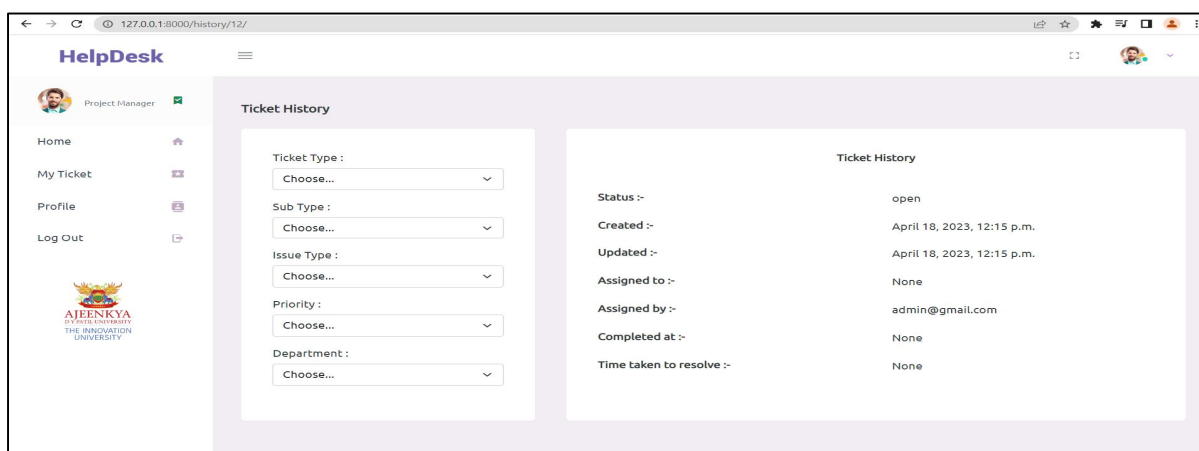 127.0.0.1:8000/history/12/
HelpDesk
Project Manager
Home
My Ticket
Profile
Log Out
AJEENKYA
D Y PATIL UNIVERSITY
THE INNOVATION
UNIVERSITY
Ticket History
Ticket Type :
Choose...
Sub Type :
Choose...
Issue Type :
Choose...
Priority :
Choose...
Department :
Choose...
Ticket History
Status :- open
Created :- April 18, 2023, 12:15 p.m.
Updated :- April 18, 2023, 12:15 p.m.
Assigned to :- None
Assigned by :- admin@gmail.com
Completed at :- None
Time taken to resolve :- None